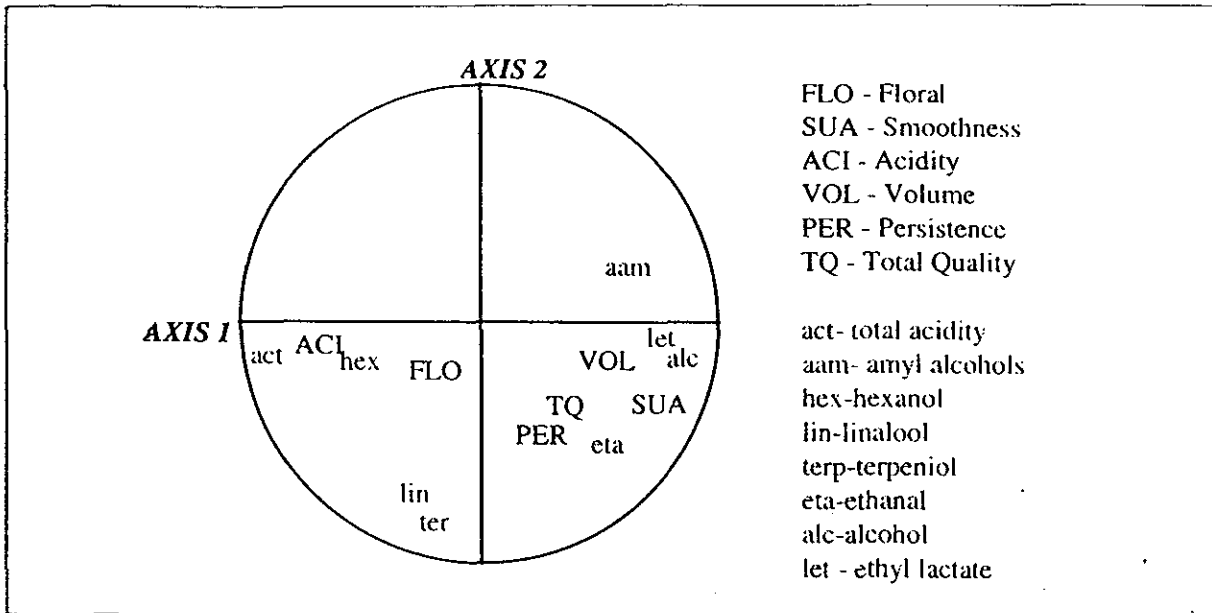 AXIS 2
FLO - Floral
SUA - Smoothness
ACI - Acidity
VOL - Volume
PER - Persistence
TQ - Total Quality
aam
AXIS 1
act
ACI
hex
FLO
let
VOL
alc
TQ
SUA
PER
eta
lin
ter
act- total acidity
aam- amyl alcohols
hex-hexanol
lin-linalool
terp-terpeniol
eta-ethanal
alc-alcohol
let - ethyl lactate